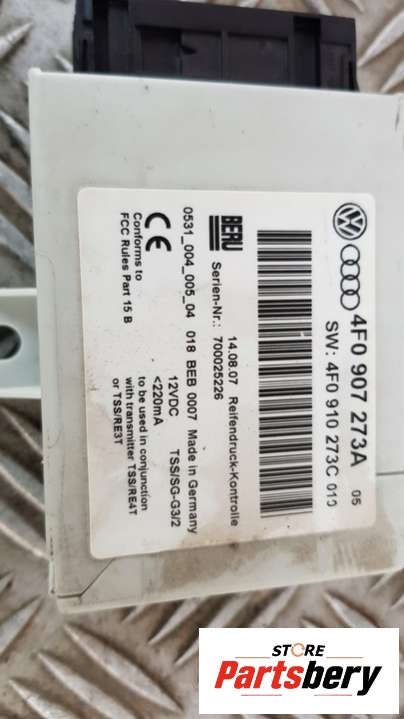 4F0 907 273A 05
SW: 4F0 910 273C 010
14.08.07 Reifendruck-Kontrolle
BERU
Serien-Nr.: 700025226
0531_004_005_04 018 BEB 0007 Made in Germany
12VDC TSS/SG-G3/2
<220mA
CE
Conforms to
FCC Rules Part 15 B
to be used in conjunction
with transmitter TSS/RE4T
or TSS/RE3T
STORE
Partsbery